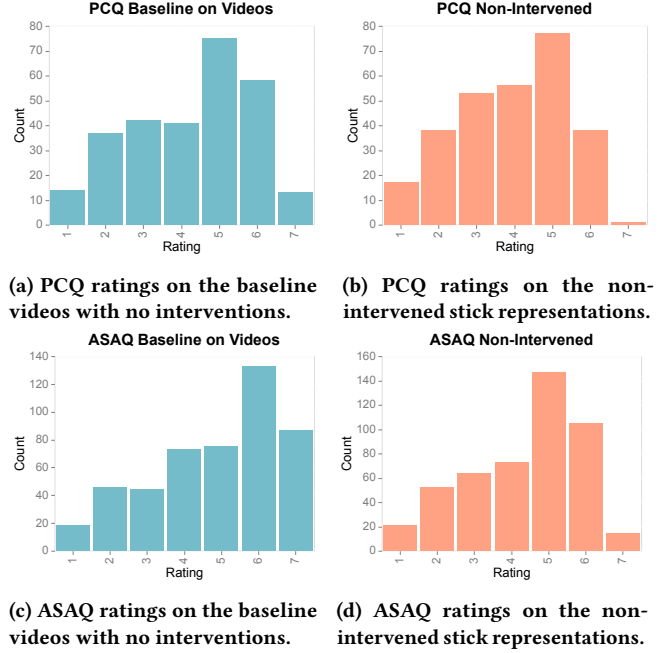 PCQ Baseline on Videos
80
70
60
50
40
30
20
10
0
Count
1 2 3 4 5 6 7
Rating
PCQ Non-Intervened
80
70
60
50
40
30
20
10
0
Count
1 2 3 4 5 6 7
Rating
(a) PCQ ratings on the baseline
videos with no interventions.
(b) PCQ ratings on the non-
intervened stick representations.
ASAQ Baseline on Videos
140
120
100
80
60
40
20
0
Count
1 2 3 4 5 6 7
Rating
ASAQ Non-Intervened
160
140
120
100
80
60
40
20
0
Count
1 2 3 4 5 6 7
Rating
(c) ASAQ ratings on the baseline
videos with no interventions.
(d) ASAQ ratings on the non-
intervened stick representations.